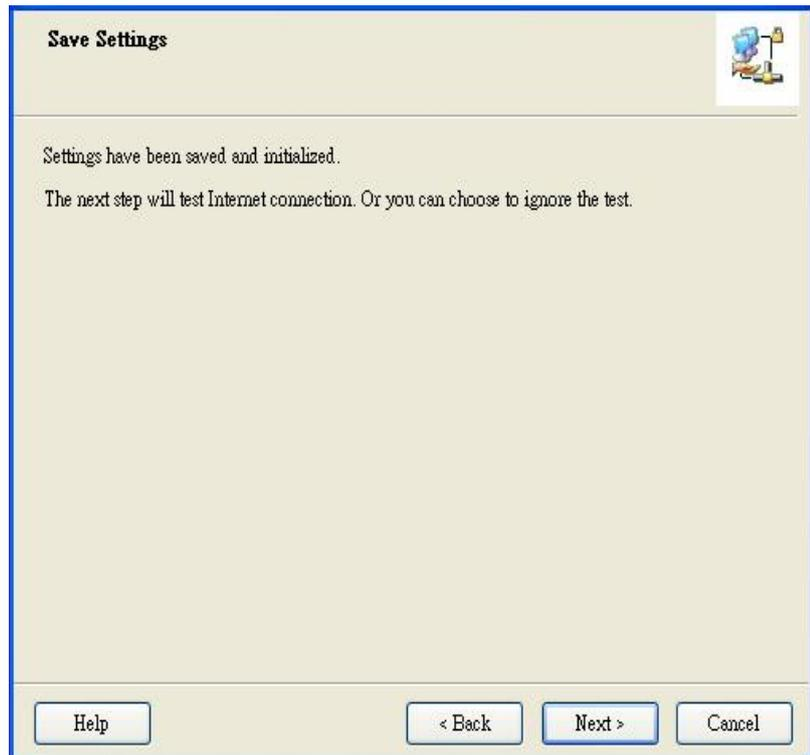 Save Settings
Settings have been saved and initialized.
The next step will test Internet connection. Or you can choose to ignore the test.
Help
< Back
Next >
Cancel